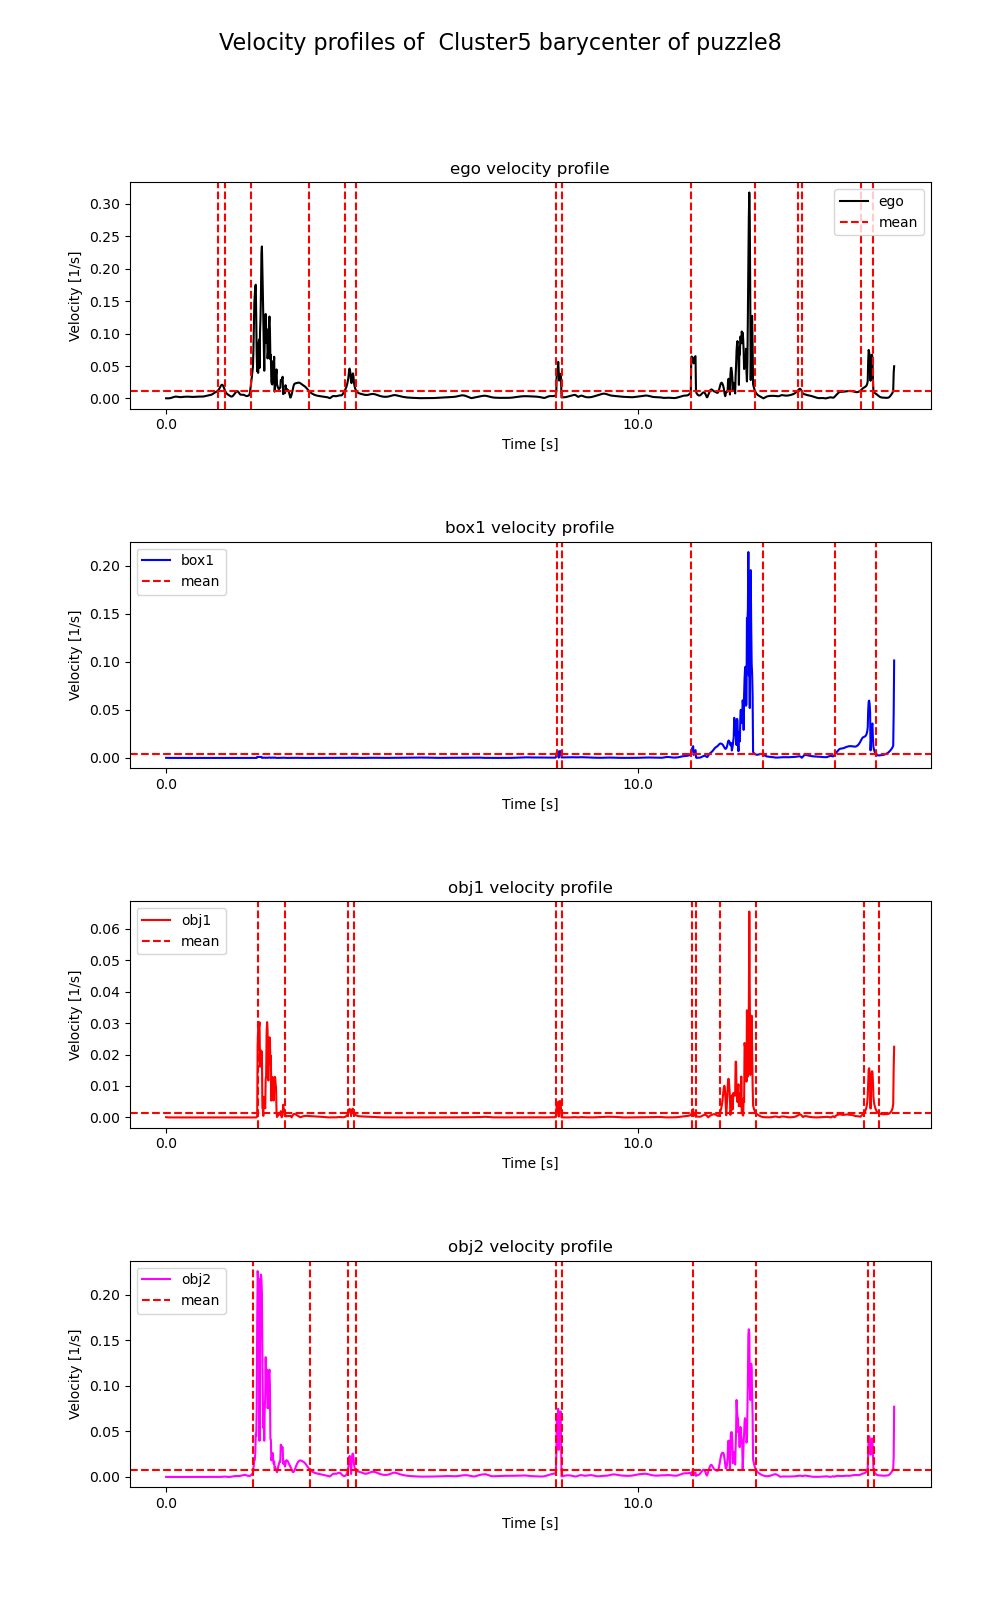 Velocity profiles of  Cluster5 barycenter of puzzle8
ego velocity profile
Velocity [1/s]
0.30
0.25
0.20
0.15
0.10
0.05
0.00
ego
mean
0.0
10.0
Time [s]
box1 velocity profile
Velocity [1/s]
0.20
0.15
0.10
0.05
0.00
box1
mean
0.0
10.0
Time [s]
obj1 velocity profile
Velocity [1/s]
0.06
0.05
0.04
0.03
0.02
0.01
0.00
obj1
mean
0.0
10.0
Time [s]
obj2 velocity profile
Velocity [1/s]
0.20
0.15
0.10
0.05
0.00
obj2
mean
0.0
10.0
Time [s]